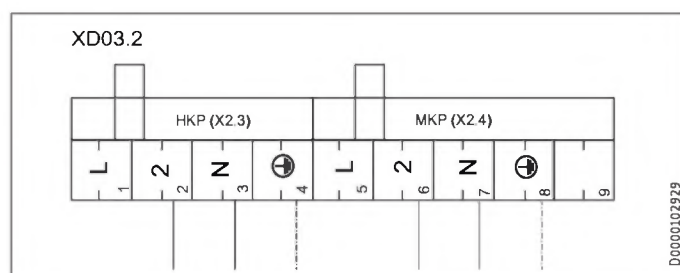 XD03.2
HKP (X2.3) MKP (X2.4)
L 2 N L 2 N
1 2 3 4 5 6 7 8 9
D0000102929